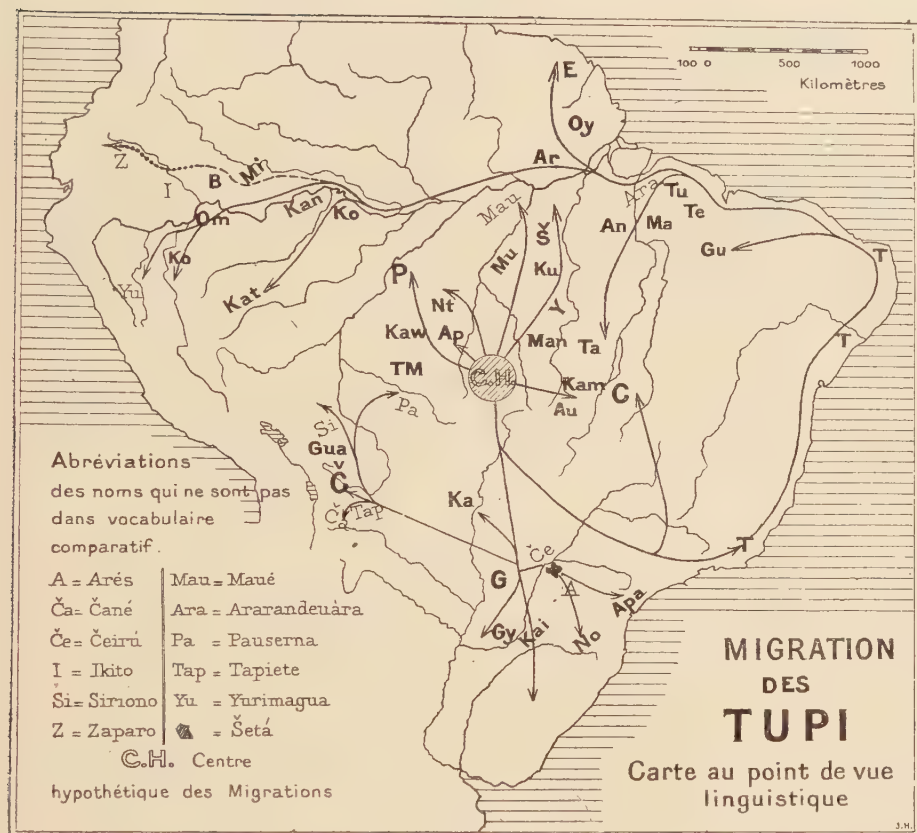 100 0 500 1000
Kilomètres
E
Oy
Ar
Z
I
B
Mi
Kan
Om
Ko
Ko
Yu
Kat
Mau
Š
Mu
Ku
Ara
Tu
Te
An
Ma
Gu
T
P
Nt
Y
Kaw
Ap
Man
Ta
T
TM
C.H.
Kam
Au
C
Pa
Si
Gua
Č
Ča
Tap
Ka
Če
T
G
A
Apa
Gy
Kai
No
Abréviations
des noms qui ne sont pas
dans vocabulaire
comparatif.
A = Arés
Ča = Čané
Če = Čeirú
I = Ikito
Si = Siriono
Z = Zaparo
Mau = Maué
Ara = Ararandeuàra
Pa = Pauserna
Tap = Tapiete
Yu = Yurimagua
= Šetá
C.H. Centre
hypothétique des Migrations
MIGRATION
DES
TUPI
Carte au point de vue
linguistique
J.H.